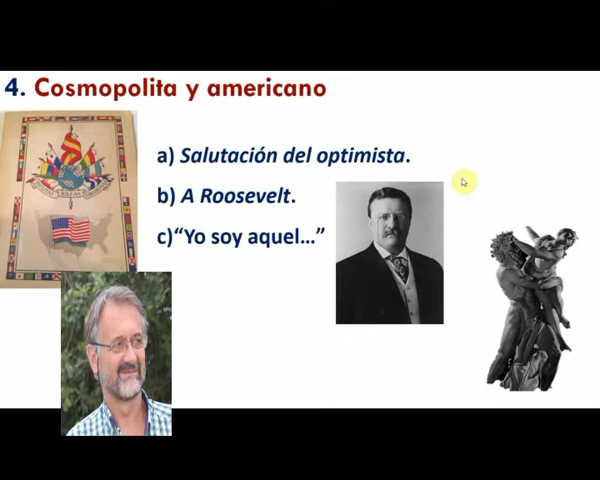 4. Cosmopolita y americano
a) Salutación del optimista.
b) A Roosevelt.
c)“Yo soy aquel...”